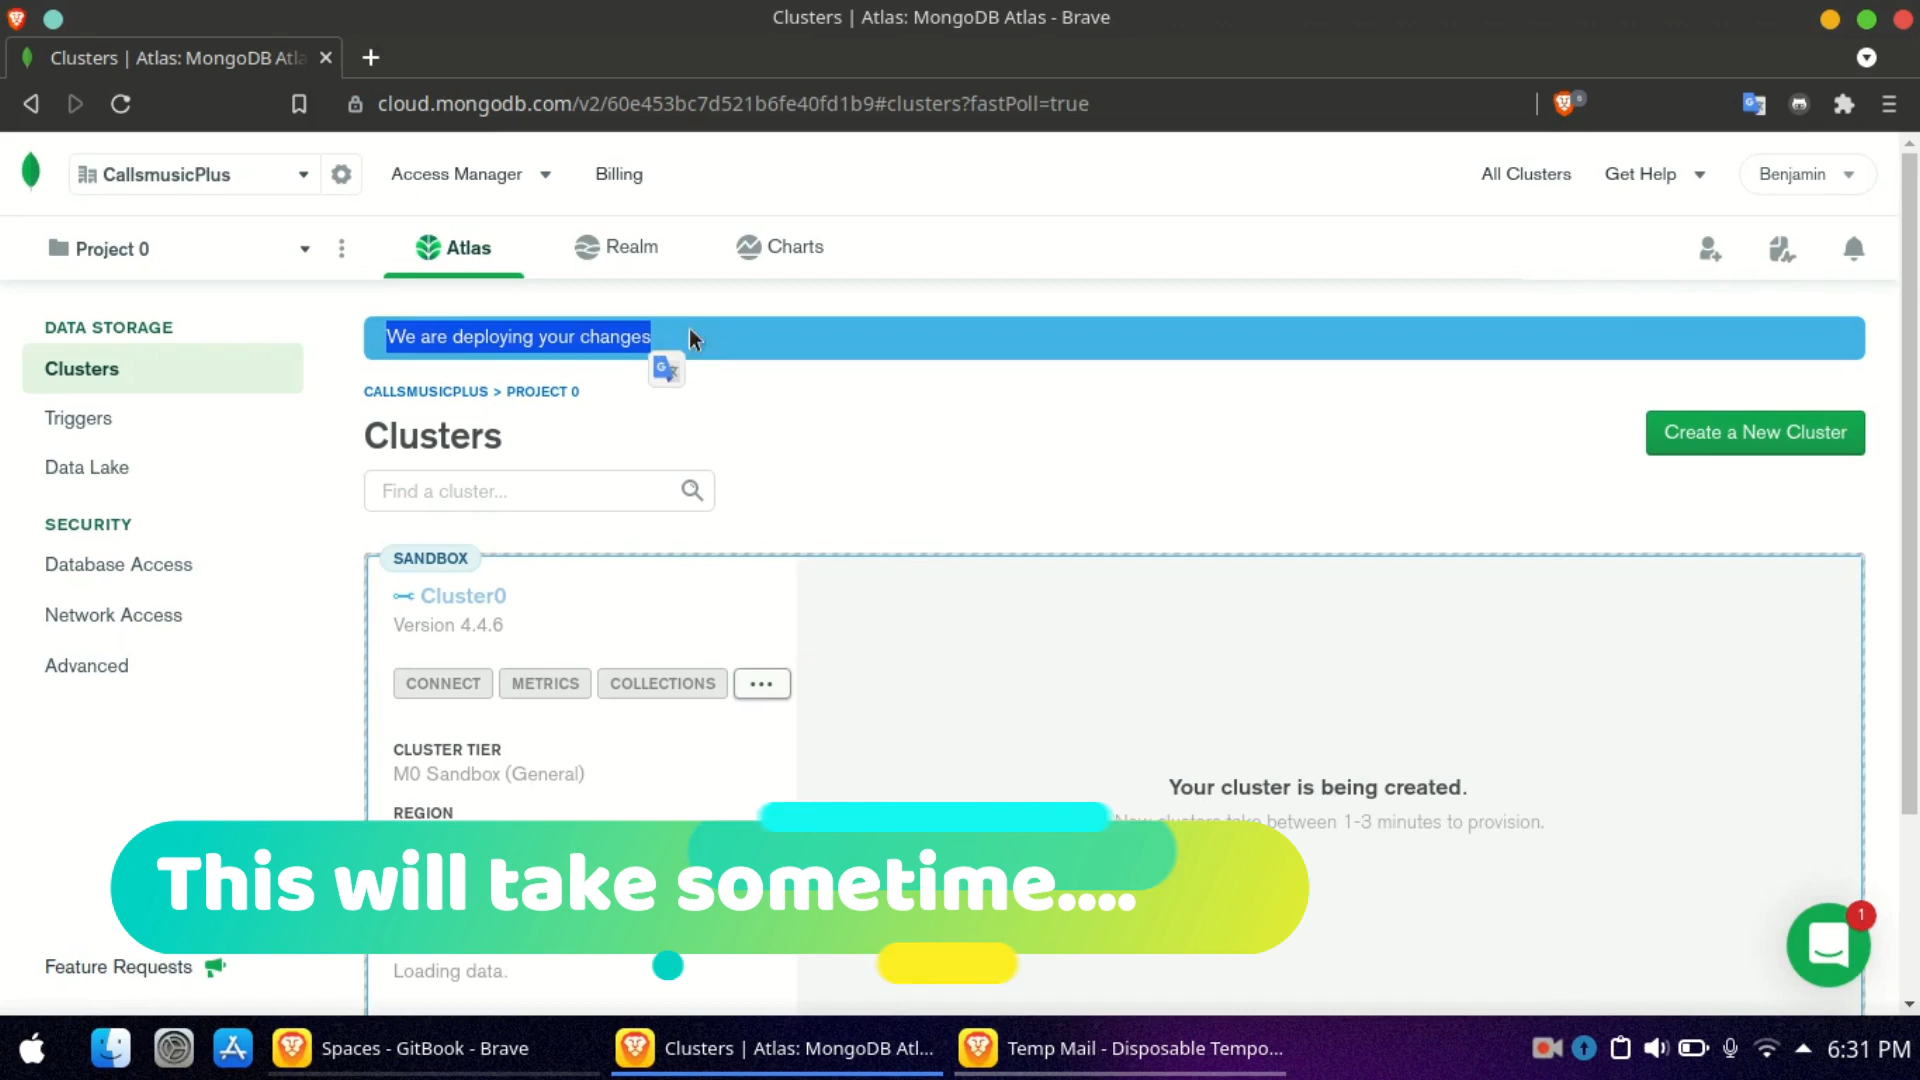 Clusters | Atlas: MongoDB Atlas - Brave
Clusters | Atlas: MongoDB Atla
cloud.mongodb.com/v2/60e453bc7d521b6fe40fd1b9#clusters?fastPoll=true
CallsmusicPlus
Access Manager
Billing
All Clusters
Get Help
Benjamin
Project 0
Atlas
Realm
Charts
DATA STORAGE
Clusters
Triggers
Data Lake
SECURITY
Database Access
Network Access
Advanced
Feature Requests
We are deploying your changes
CALLSMUSICPLUS > PROJECT 0
Clusters
Create a New Cluster
Find a cluster...
SANDBOX
Cluster0
Version 4.4.6
CONNECT METRICS COLLECTIONS ...
CLUSTER TIER
M0 Sandbox (General)
REGION
Your cluster is being created.
New clusters take between 1-3 minutes to provision.
This will take sometime....
Loading data.
1
Spaces - GitBook - Brave
Clusters | Atlas: MongoDB Atl...
Temp Mail - Disposable Tempo...
6:31 PM